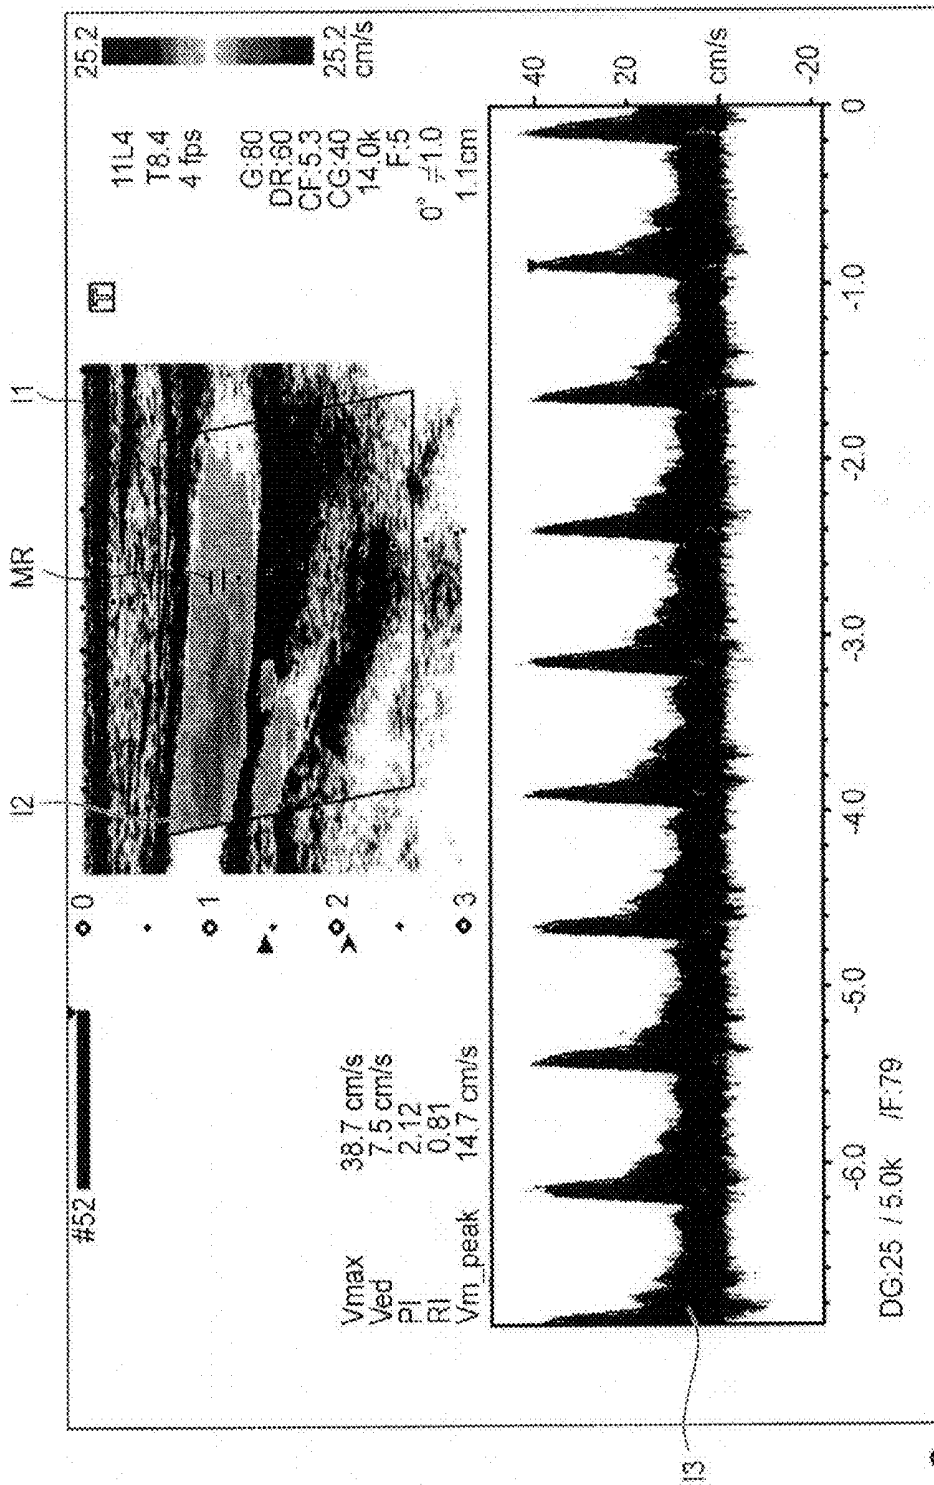 I2
MR
I1
#52
0
1
2
3
T
25.2
25.2
cm/s
11L4
T8.4
4 fps
G:80
DR:60
CF:5.3
CG:40
14.0k
F:5
0° ≠1.0
1.1cm
Vmax 38.7 cm/s
Ved 7.5 cm/s
PI 2.12
RI 0.81
Vm_peak 14.7 cm/s
40
20
cm/s
-20
I3
-6.0 -5.0 -4.0 -3.0 -2.0 -1.0 0
DG:25 / 5.0k /F:79